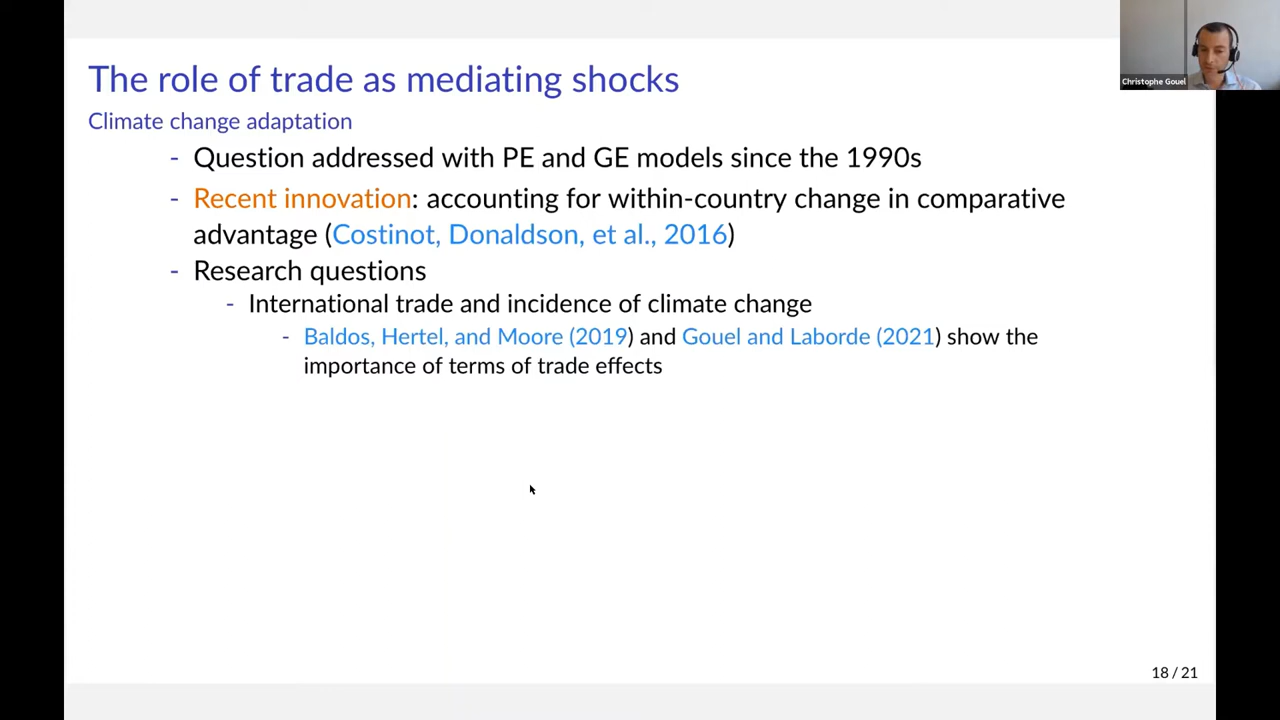 The role of trade as mediating shocks
Climate change adaptation
- Question addressed with PE and GE models since the 1990s
- Recent innovation: accounting for within-country change in comparative
advantage (Costinot, Donaldson, et al., 2016)
- Research questions
- International trade and incidence of climate change
- Baldos, Hertel, and Moore (2019) and Gouel and Laborde (2021) show the
importance of terms of trade effects
18 / 21
Christophe Gouel